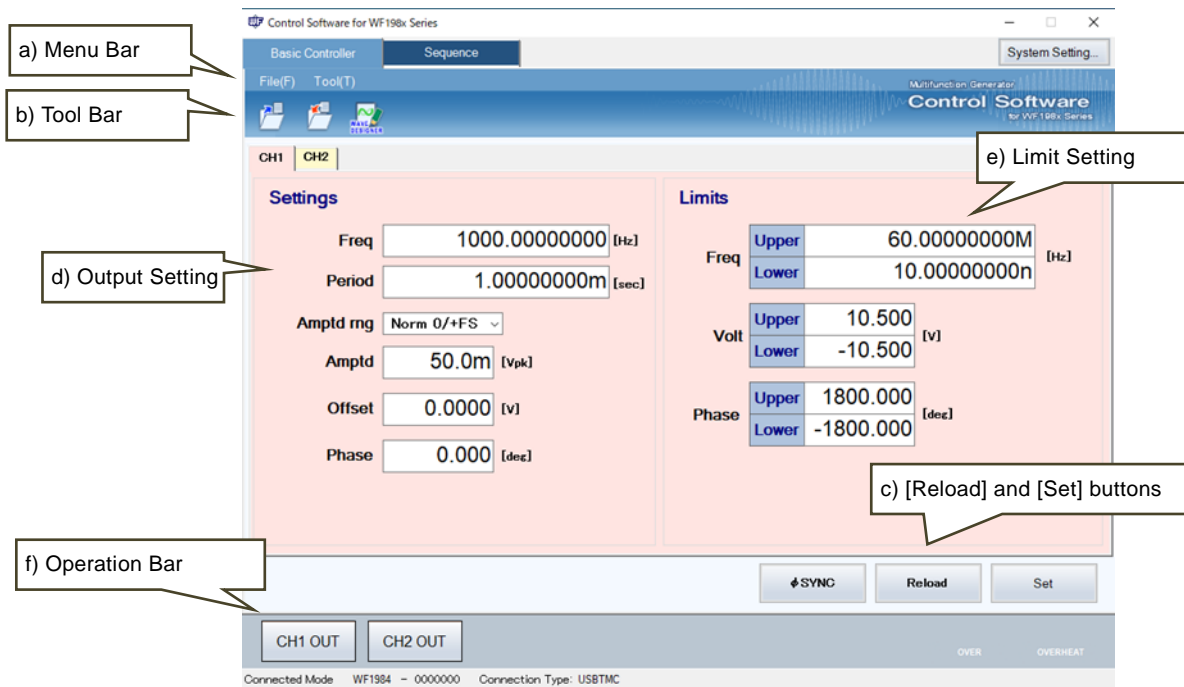 Control Software for WF198x Series
a) Menu Bar
Basic Controller
Sequence
System Setting...
File(F) Tool(T)
b) Tool Bar
WAVE DESIGNER
Multifunction Generator
Control Software
for WF198x Series
CH1 CH2
e) Limit Setting
Settings
Freq 1000.00000000 [Hz]
d) Output Setting
Period 1.00000000m [sec]
Amptd rng Norm 0/+FS
Amptd 50.0m [Vpk]
Offset 0.0000 [V]
Phase 0.000 [deg]
Limits
Freq
Upper 60.00000000M
Lower 10.00000000n
[Hz]
Volt
Upper 10.500
Lower -10.500
[V]
Phase
Upper 1800.000
Lower -1800.000
[deg]
c) [Reload] and [Set] buttons
f) Operation Bar
ϕSYNC
Reload
Set
CH1 OUT
CH2 OUT
OVER
OVERHEAT
Connected Mode WF1984 - 0000000 Connection Type: USBTMC